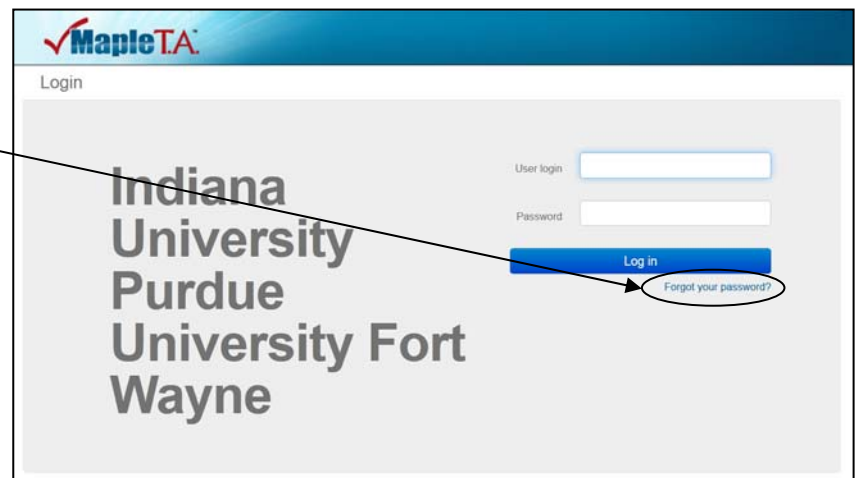 MapleT.A.
Login
Indiana
University
Purdue
University Fort
Wayne
User login
Password
Log in
Forgot your password?